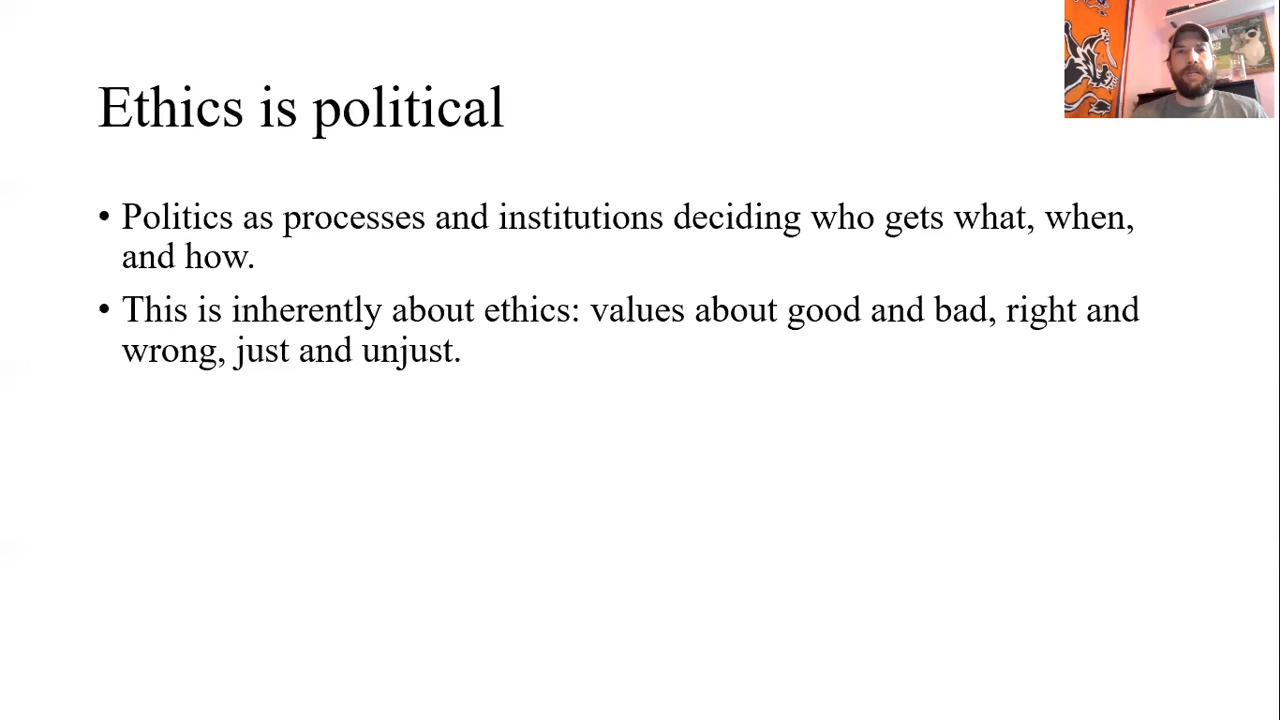 Ethics is political
• Politics as processes and institutions deciding who gets what, when,
and how.
• This is inherently about ethics: values about good and bad, right and
wrong, just and unjust.